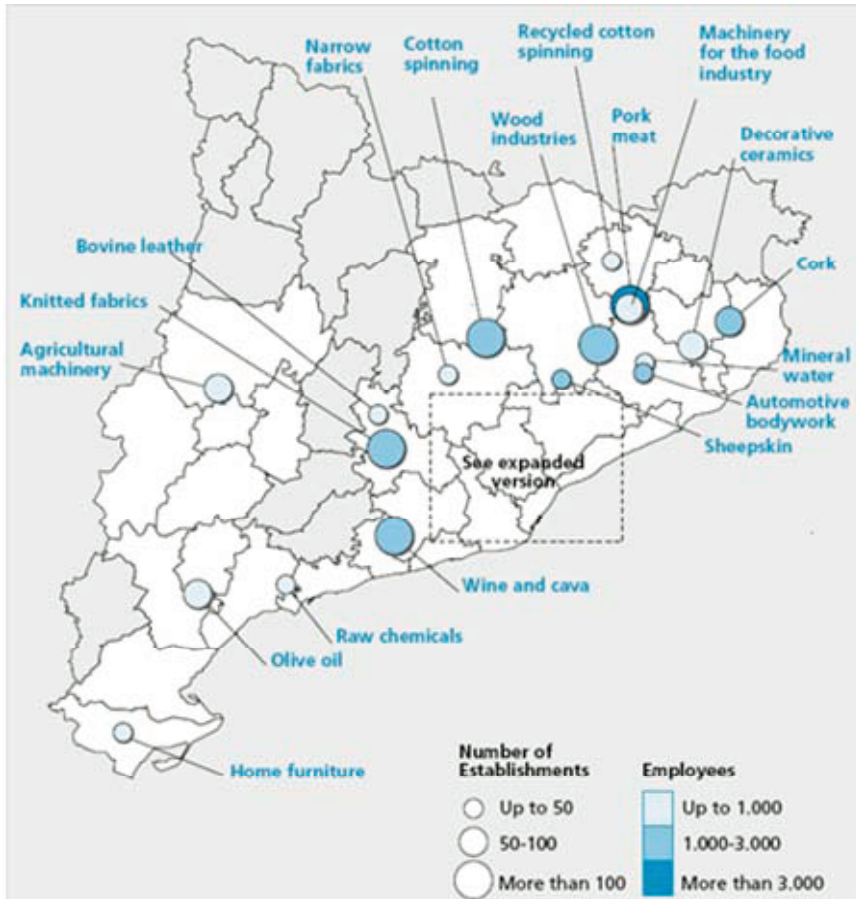 Narrow
fabrics
Cotton
spinning
Recycled cotton
spinning
Machinery
for the food
industry
Wood
industries
Pork
meat
Decorative
ceramics
Bovine leather
Cork
Knitted fabrics
Agricultural
machinery
Mineral
water
Automotive
bodywork
Sheepskin
See expanded
version
Wine and cava
Raw chemicals
Olive oil
Home furniture
Number of
Establishments
Up to 50
50-100
More than 100
Employees
Up to 1.000
1.000-3.000
More than 3.000